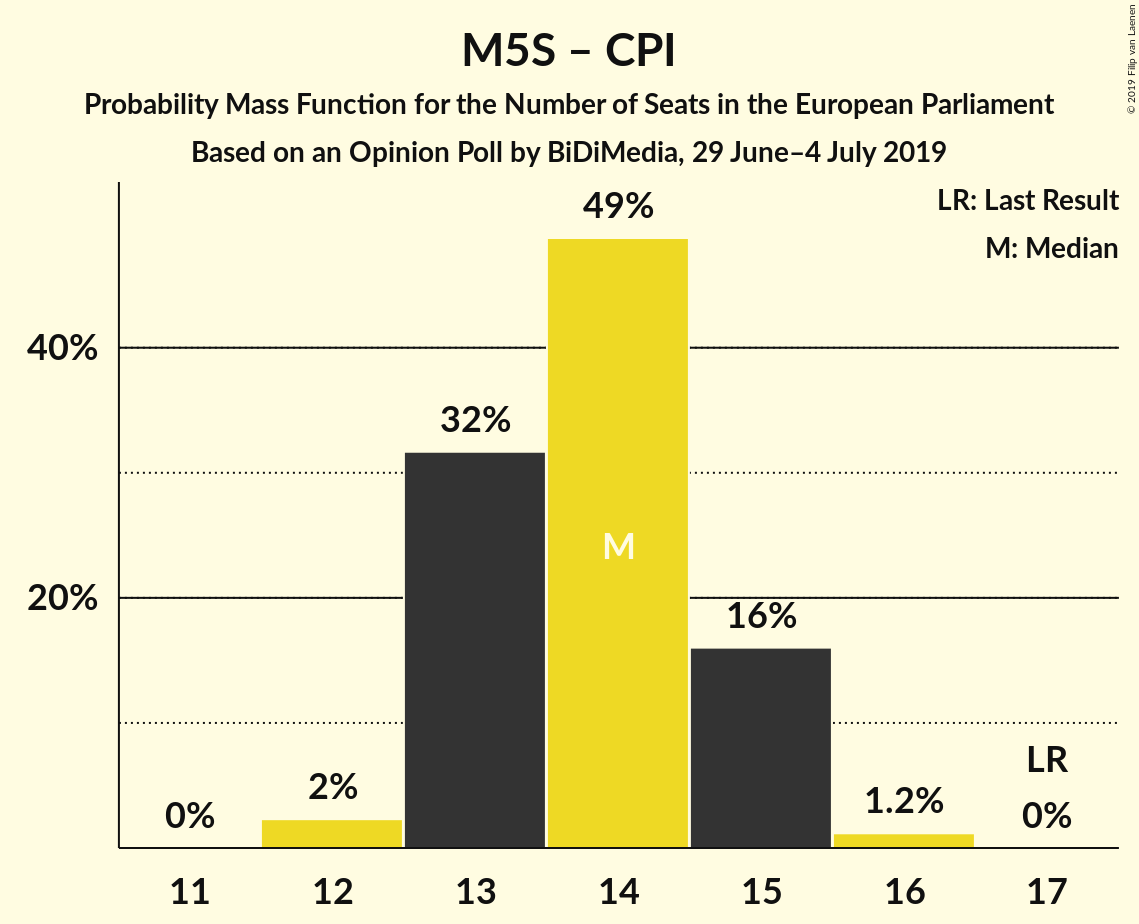 M5S – CPI
Probability Mass Function for the Number of Seats in the European Parliament
Based on an Opinion Poll by BiDiMedia, 29 June–4 July 2019
© 2019 Filip van Laenen
LR: Last Result
M: Median
49%
40%
32%
M
20%
16%
LR
2%
1.2%
0%
0%
11 12 13 14 15 16 17